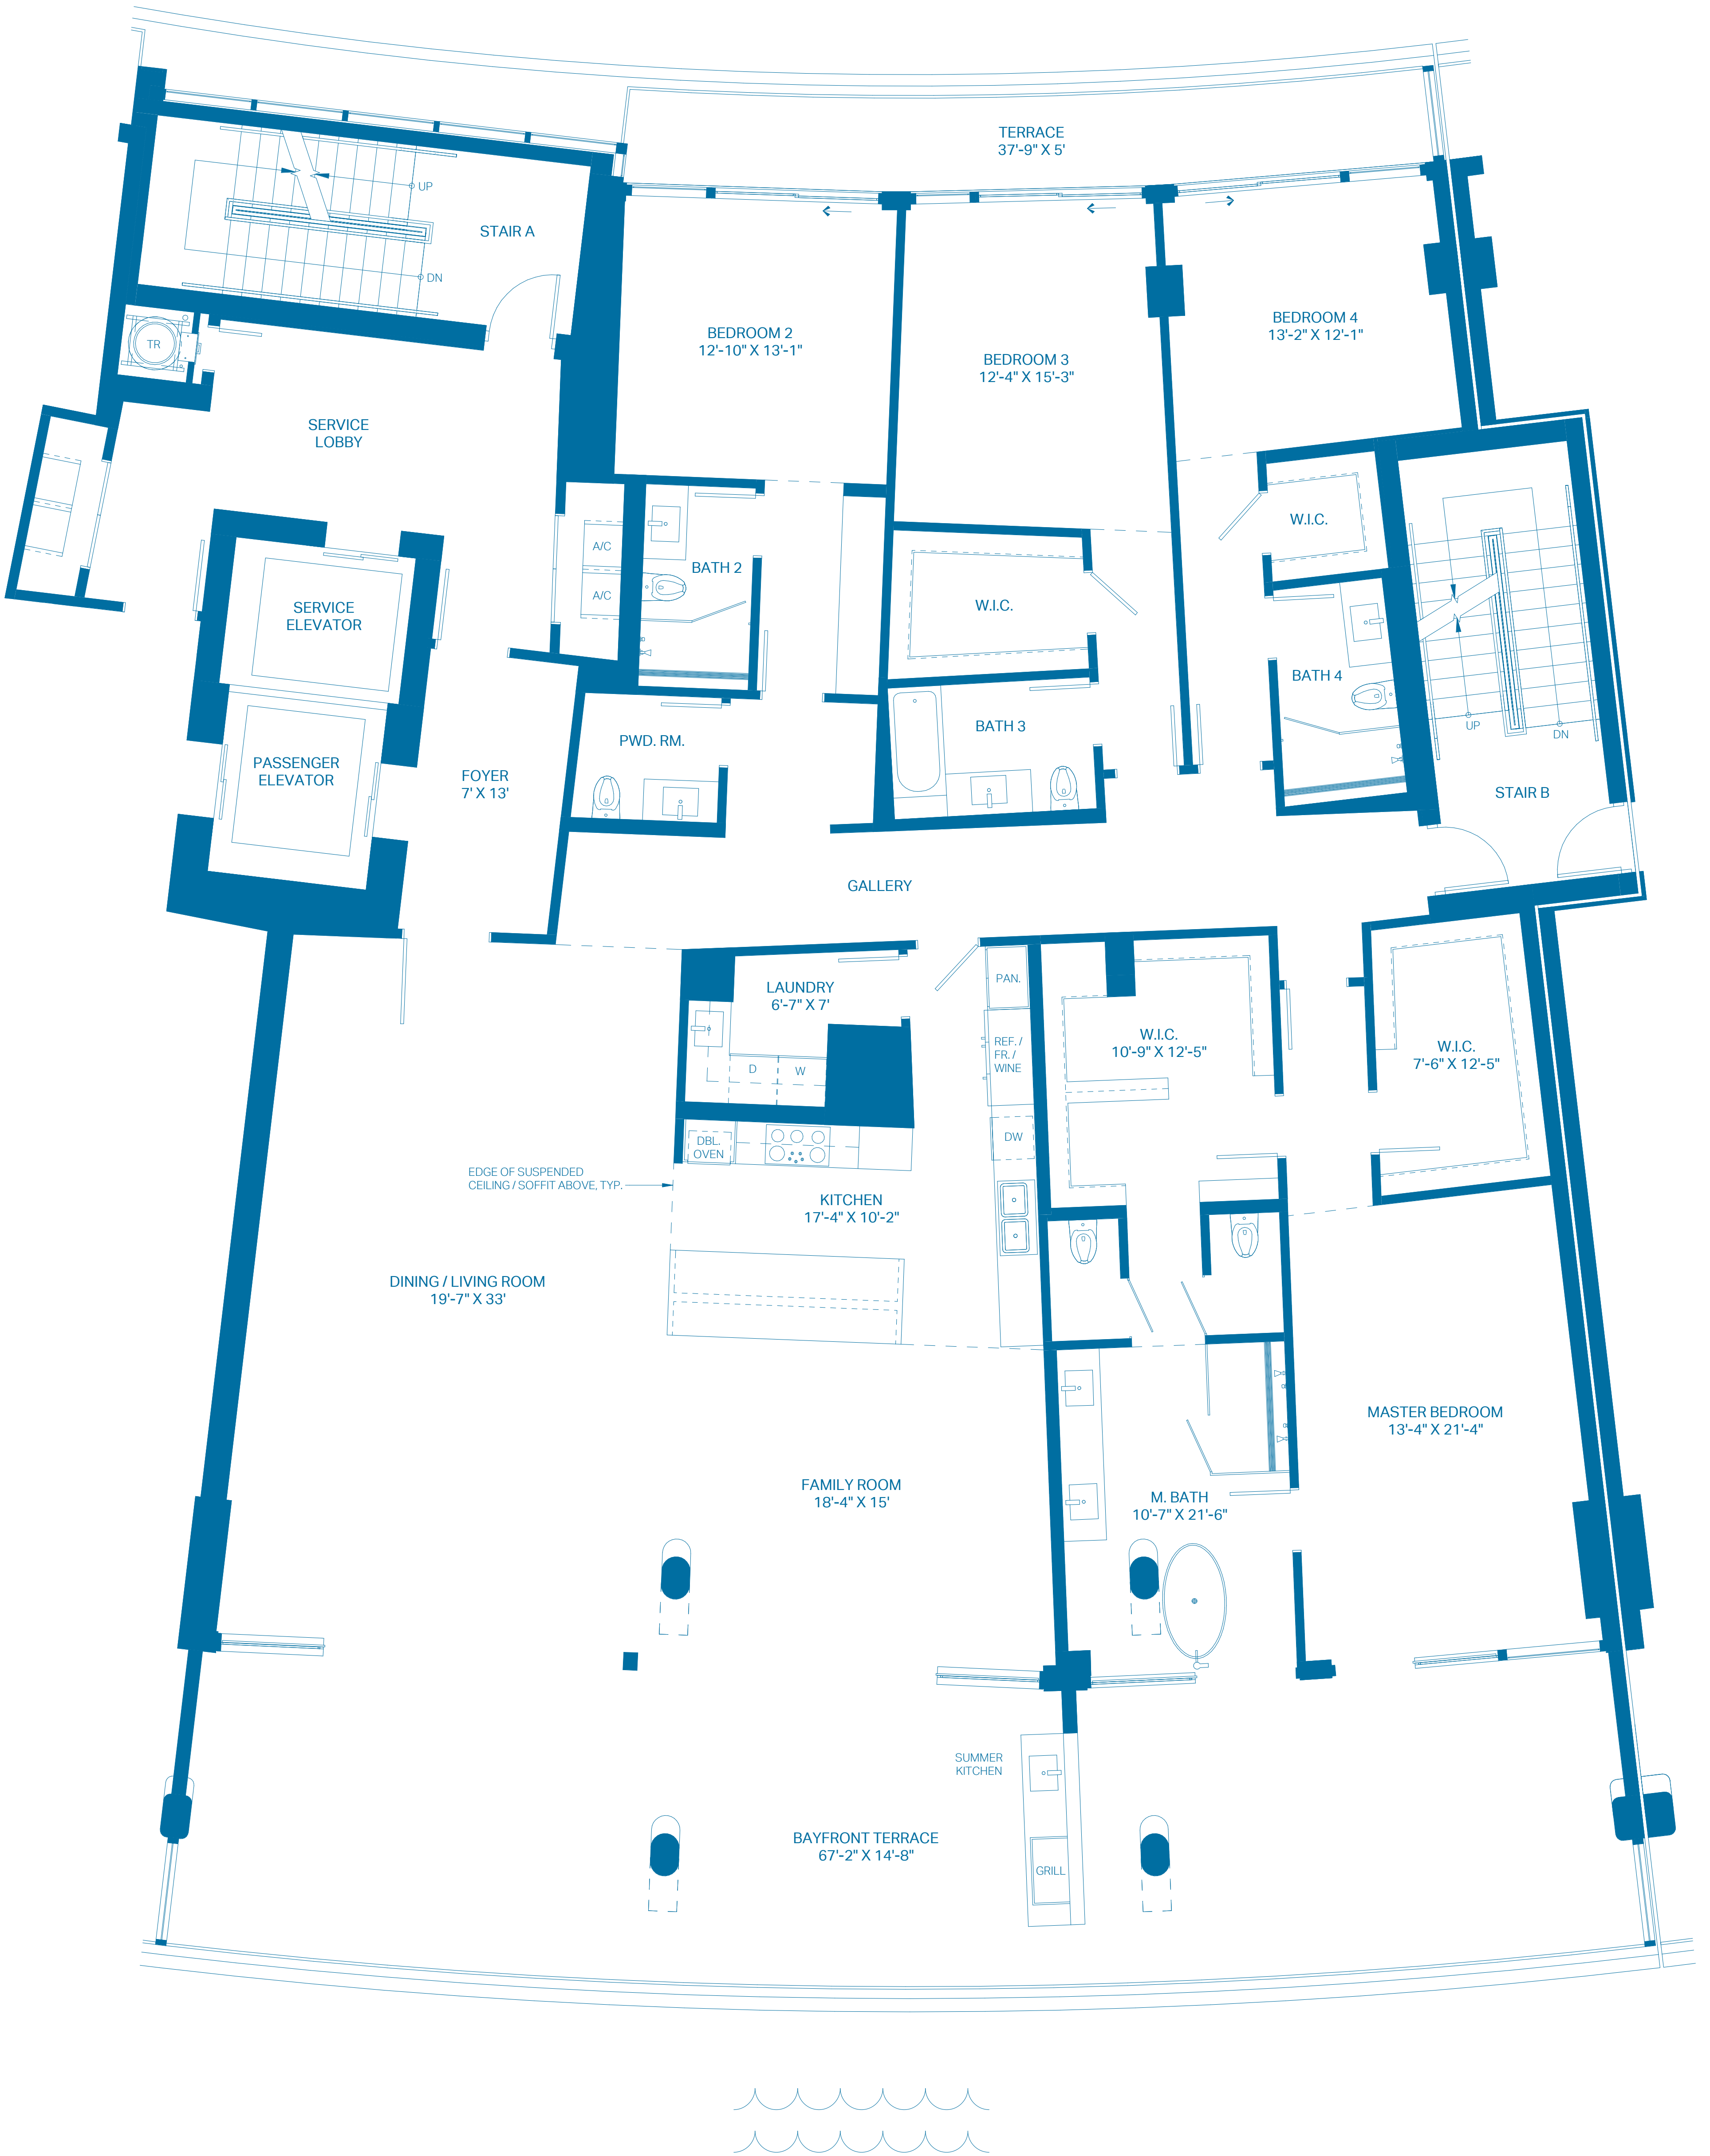 TERRACE
37'-9" X 5'
UP
STAIR A
DN
TR
BEDROOM 2
12'-10" X 13'-1"
BEDROOM 3
12'-4" X 15'-3"
BEDROOM 4
13'-2" X 12'-1"
SERVICE
LOBBY
A/C
A/C
BATH 2
W.I.C.
W.I.C.
SERVICE
ELEVATOR
BATH 4
PASSENGER
ELEVATOR
FOYER
7' X 13'
PWD. RM.
BATH 3
UP
DN
STAIR B
GALLERY
LAUNDRY
6'-7" X 7'
D
W
PAN.
REF. /
FR. /
WINE
DW
W.I.C.
10'-9" X 12'-5"
W.I.C.
7'-6" X 12'-5"
DBL.
OVEN
EDGE OF SUSPENDED
CEILING / SOFFIT ABOVE, TYP.
KITCHEN
17'-4" X 10'-2"
DINING / LIVING ROOM
19'-7" X 33'
MASTER BEDROOM
13'-4" X 21'-4"
FAMILY ROOM
18'-4" X 15'
M. BATH
10'-7" X 21'-6"
SUMMER
KITCHEN
BAYFRONT TERRACE
67'-2" X 14'-8"
GRILL